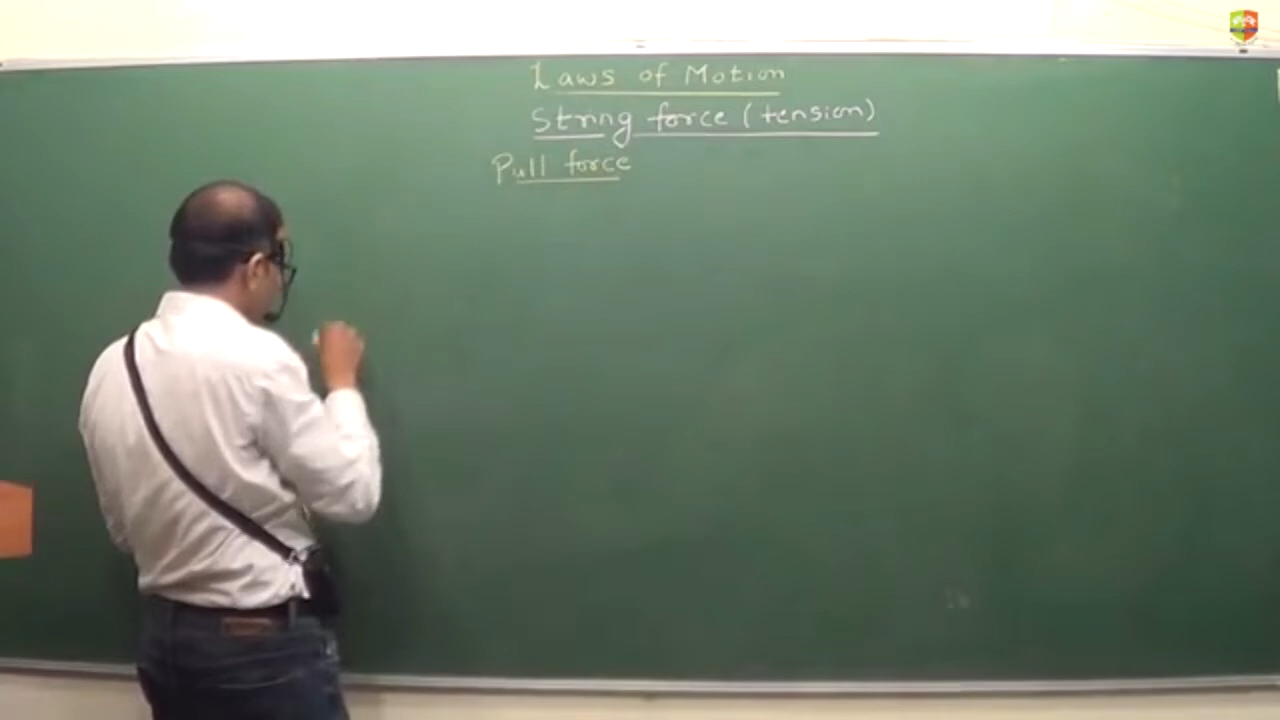 Laws of Motion
String force (tension)
Pull force